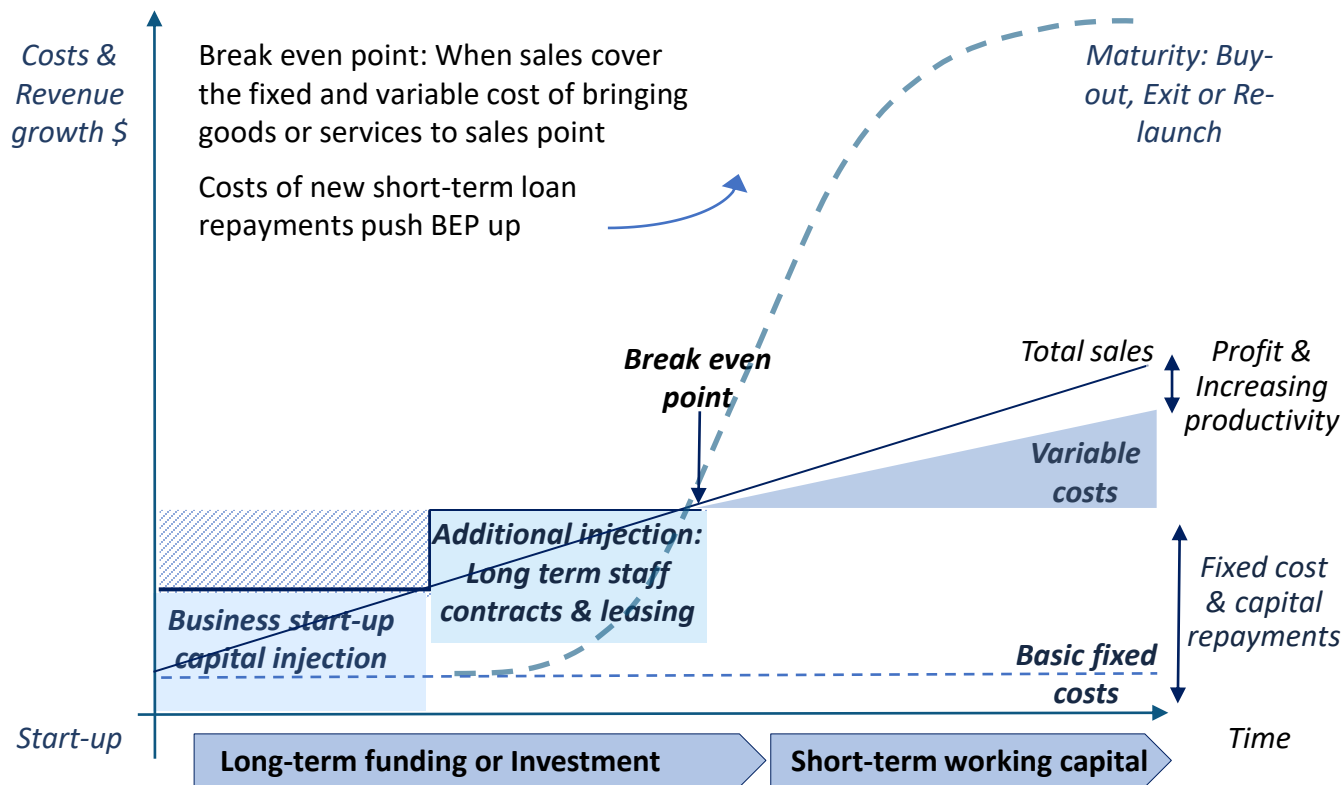 Costs &
Revenue
growth $
Break even point: When sales cover
the fixed and variable cost of bringing
goods or services to sales point
Costs of new short-term loan
repayments push BEP up
Maturity: Buy-
out, Exit or Re-
launch
Break even
point
Total sales
Profit &
Increasing
productivity
Variable
costs
Additional injection:
Long term staff
contracts & leasing
Business start-up
capital injection
Fixed cost
& capital
repayments
Basic fixed
costs
Start-up
Time
Long-term funding or Investment
Short-term working capital